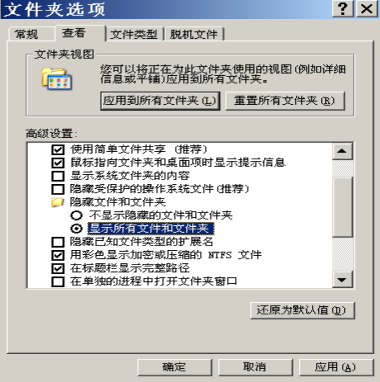 文件夹选项
常规 查看 文件类型 脱机文件
文件夹视图
您可以将正在为此文件夹使用的视图(例如详细
信息或平铺)应用到所有文件夹。
应用到所有文件夹(L) 重置所有文件夹(R)
高级设置:
使用简单文件共享 (推荐)
鼠标指向文件夹和桌面项时显示提示信息
显示系统文件夹的内容
隐藏受保护的操作系统文件(推荐)
隐藏文件和文件夹
不显示隐藏的文件和文件夹
显示所有文件和文件夹
隐藏已知文件类型的扩展名
用彩色显示加密或压缩的 NTFS 文件
在标题栏显示完整路径
在单独的进程中打开文件夹窗口
还原为默认值(D)
确定 取消 应用(A)